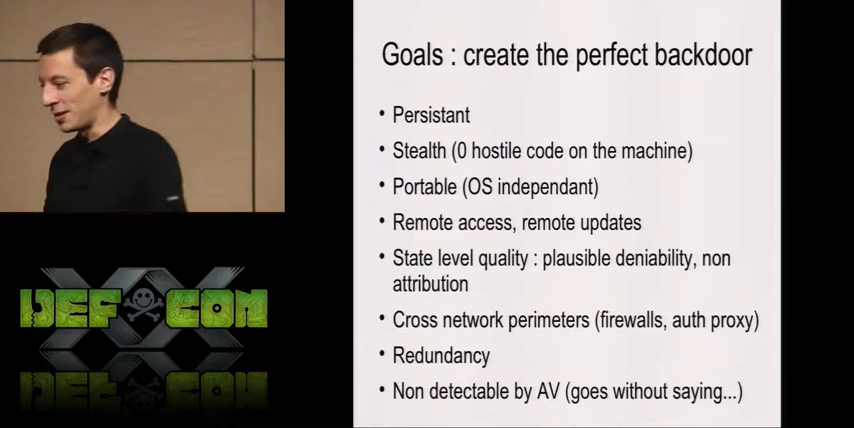 Goals : create the perfect backdoor
• Persistant
• Stealth (0 hostile code on the machine)
• Portable (OS independant)
• Remote access, remote updates
• State level quality : plausible deniability, non
attribution
• Cross network perimeters (firewalls, auth proxy)
• Redundancy
• Non detectable by AV (goes without saying...)
XX
DEF CON